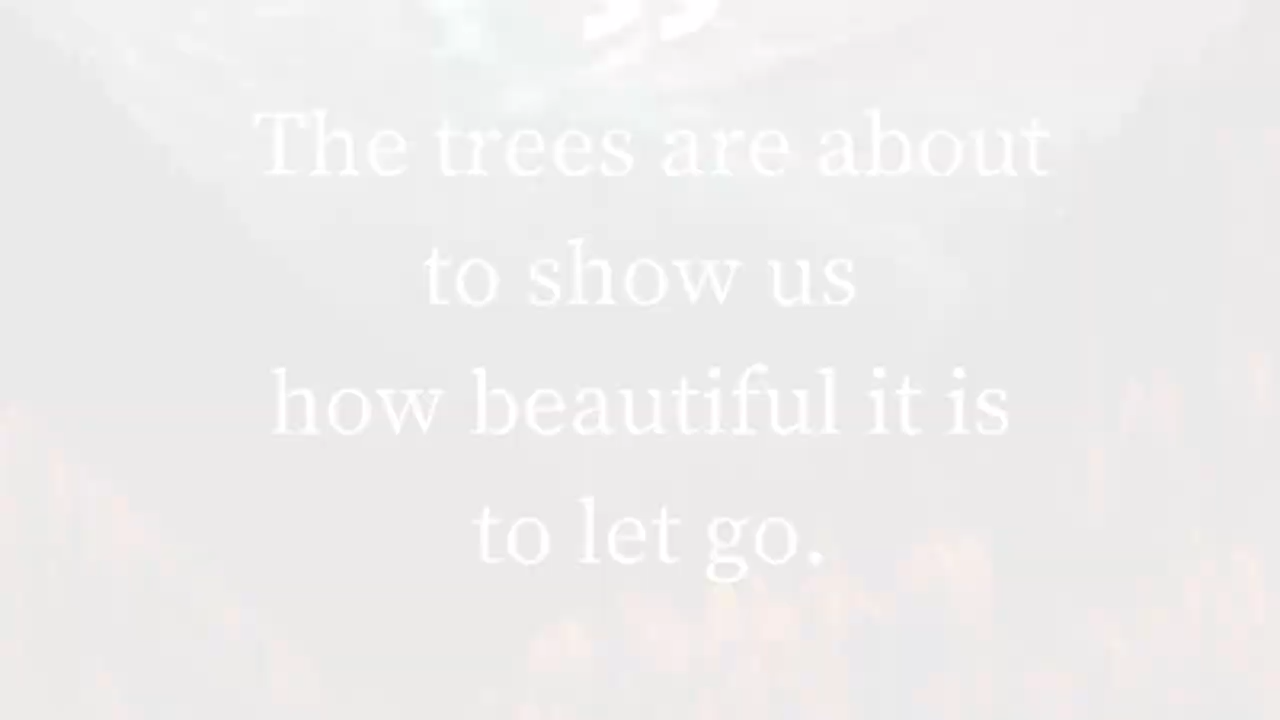 ”
The trees are about
to show us
how beautiful it is
to let go.